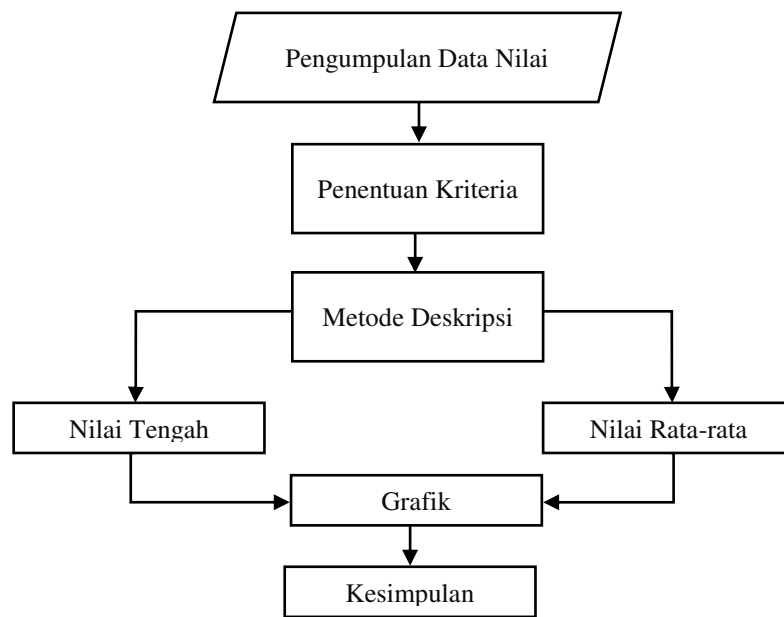 Pengumpulan Data Nilai
Penentuan Kriteria
Metode Deskripsi
Nilai Tengah
Nilai Rata-rata
Grafik
Kesimpulan